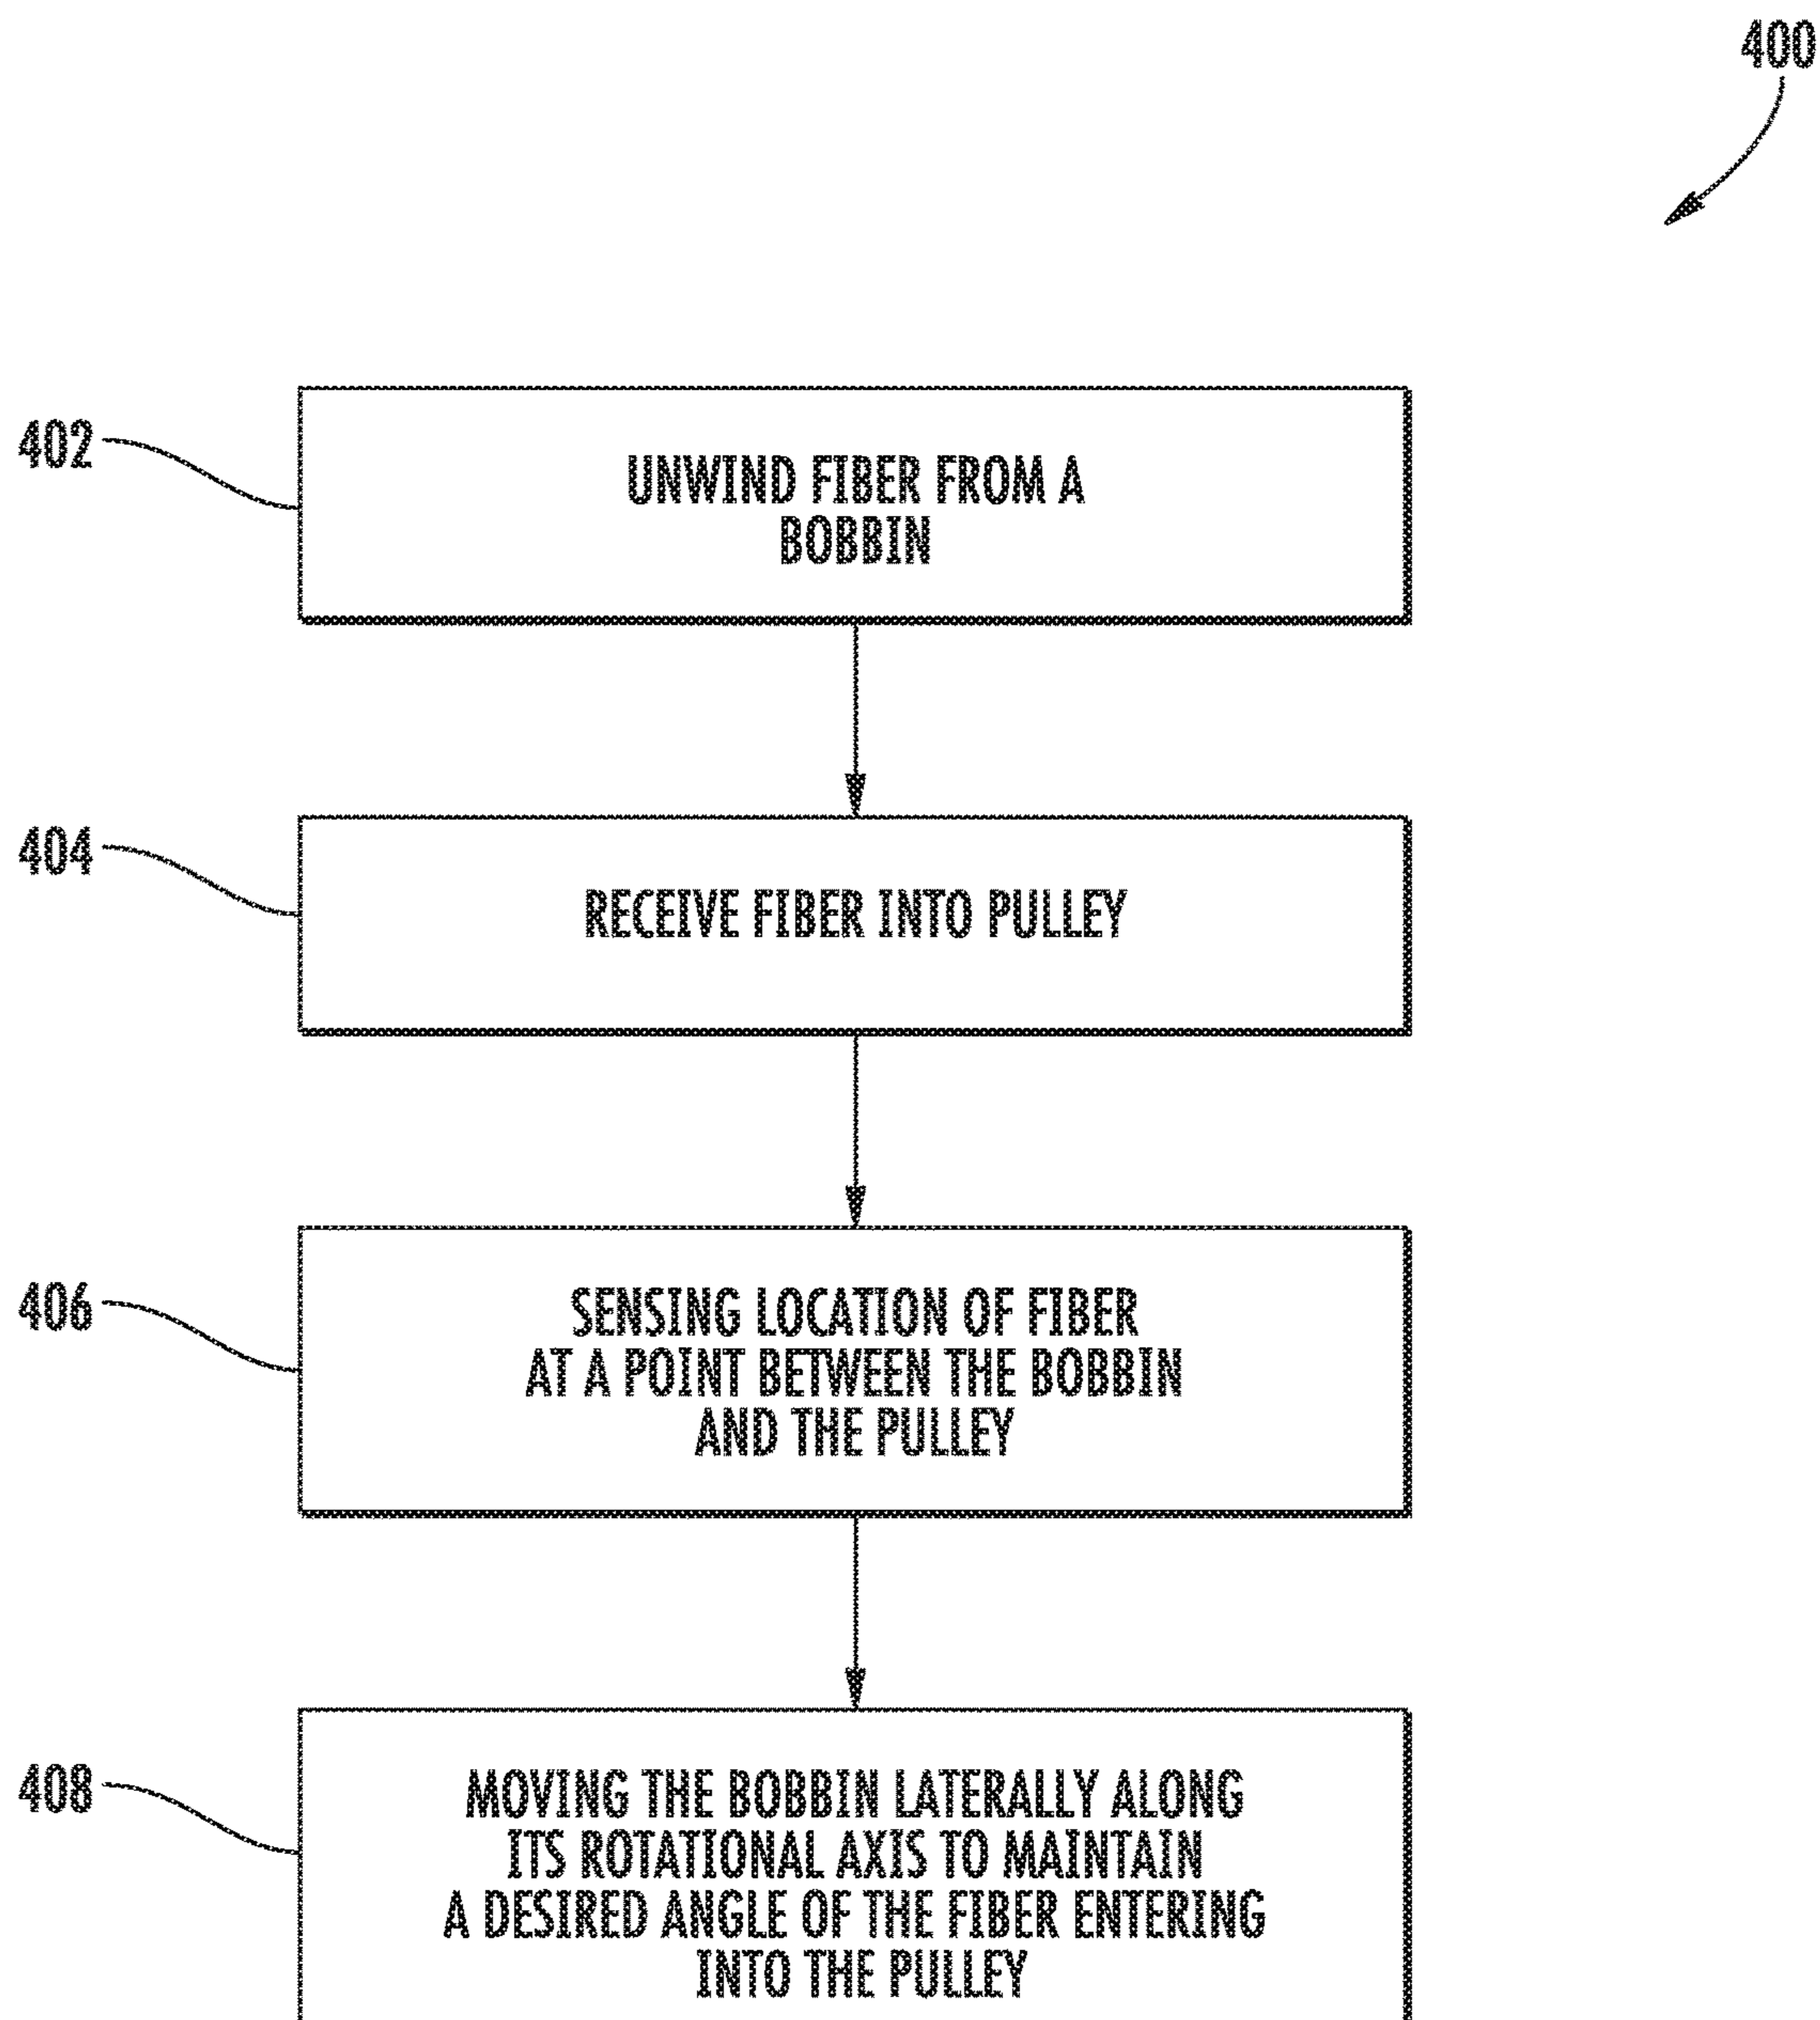 400
402
UNWIND FIBER FROM A
BOBBIN
404
RECEIVE FIBER INTO PULLEY
406
SENSING LOCATION OF FIBER
AT A POINT BETWEEN THE BOBBIN
AND THE PULLEY
408
MOVING THE BOBBIN LATERALLY ALONG
ITS ROTATIONAL AXIS TO MAINTAIN
A DESIRED ANGLE OF THE FIBER ENTERING
INTO THE PULLEY